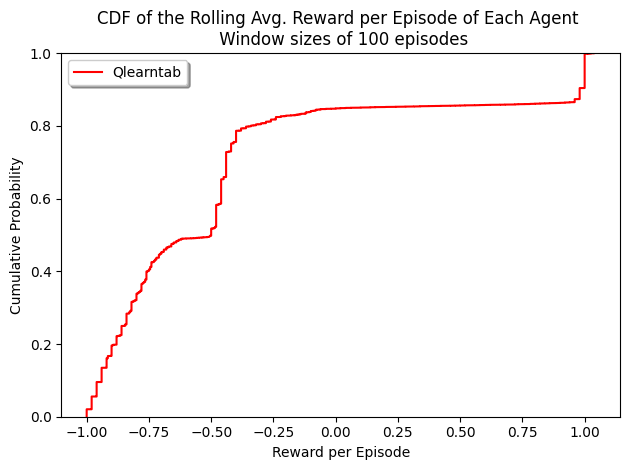 CDF of the Rolling Avg. Reward per Episode of Each Agent
Window sizes of 100 episodes
Qlearntab
Cumulative Probability
1.0
0.8
0.6
0.4
0.2
0.0
−1.00 −0.75 −0.50 −0.25 0.00 0.25 0.50 0.75 1.00
Reward per Episode